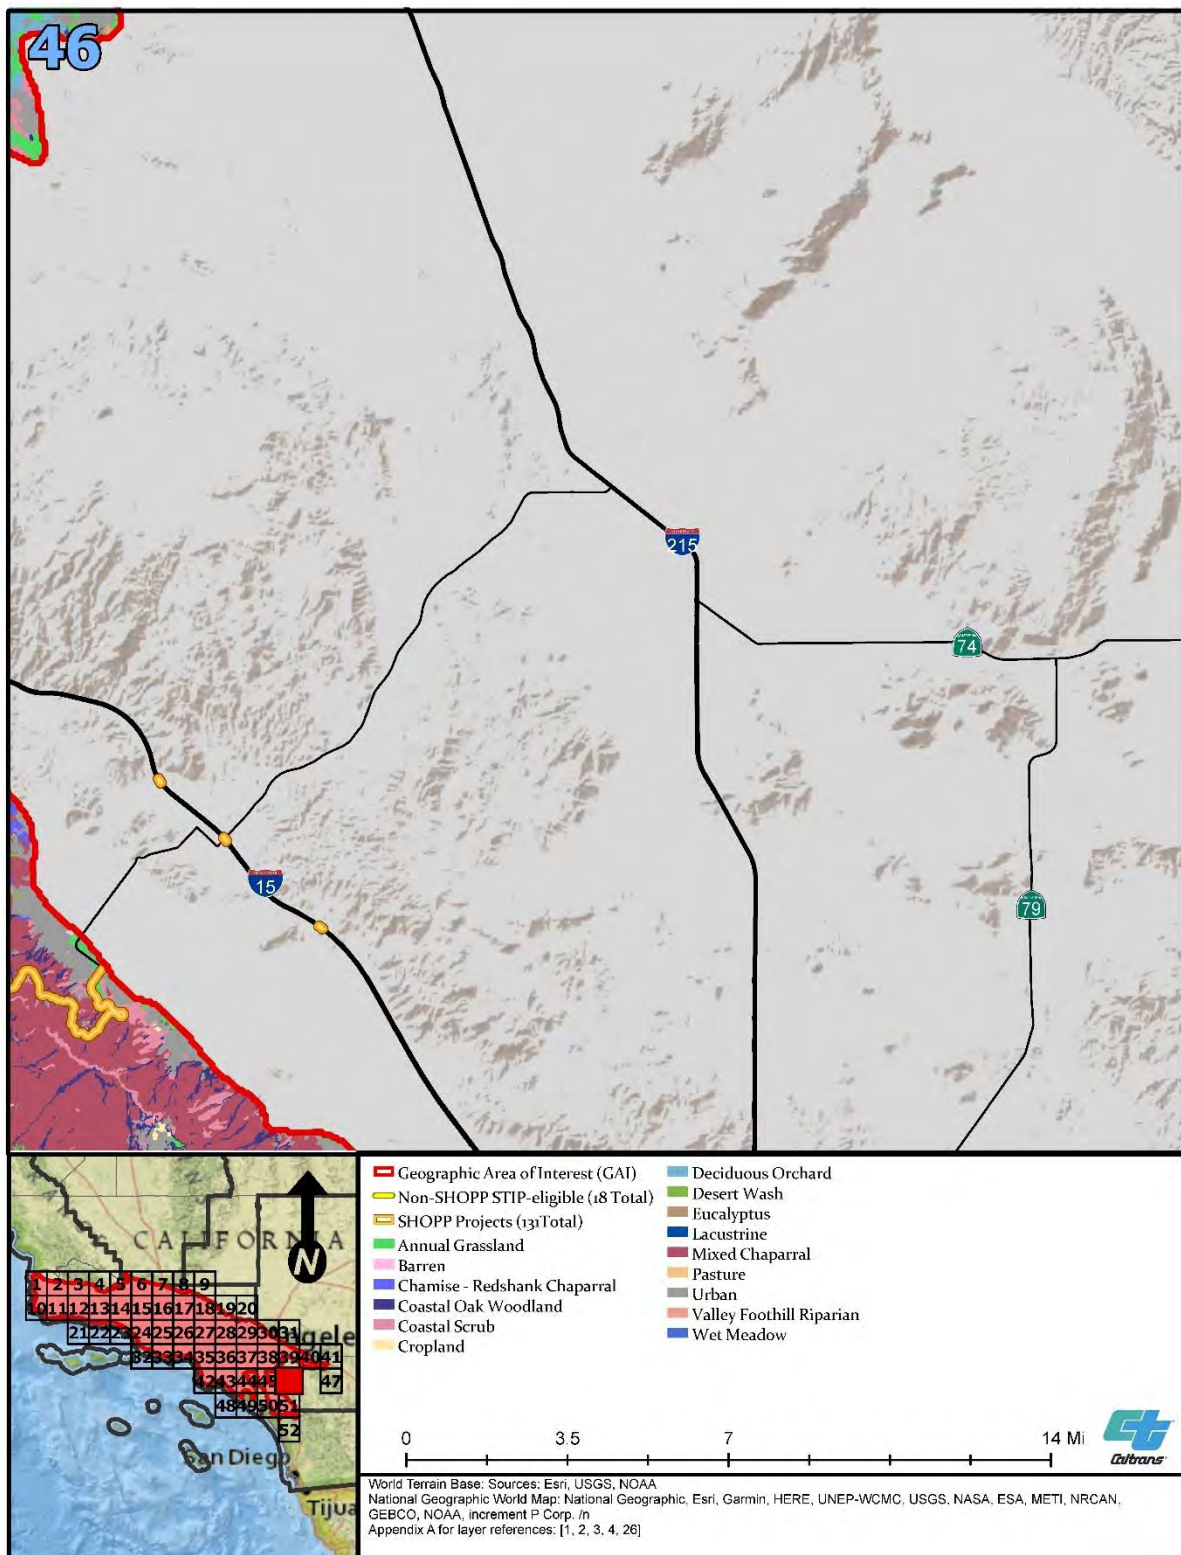 46
215
74
15
79
CALIFORNIA
1 2 3 4 5 6 7 8 9
10 11 12 13 14 15 16 17 18 19 20
21 22 23 24 25 26 27 28 29 30 31
32 33 34 35 36 37 38 39 40 41
42 43 44 45 47
48 49 50 51
52
San Diego
Tijua
N
Geographic Area of Interest (GAI)
Non-SHOPP STIP-eligible (18 Total)
SHOPP Projects (131Total)
Annual Grassland
Barren
Chamise - Redshank Chaparral
Coastal Oak Woodland
Coastal Scrub
Cropland
Deciduous Orchard
Desert Wash
Eucalyptus
Lacustrine
Mixed Chaparral
Pasture
Urban
Valley Foothill Riparian
Wet Meadow
0 3.5 7 14 Mi
Caltrans
World Terrain Base: Sources: Esri, USGS, NOAA
National Geographic World Map: National Geographic, Esri, Garmin, HERE, UNEP-WCMC, USGS, NASA, ESA, METI, NRCAN,
GEBCO, NOAA, increment P Corp. /n
Appendix A for layer references: [1, 2, 3, 4, 26]